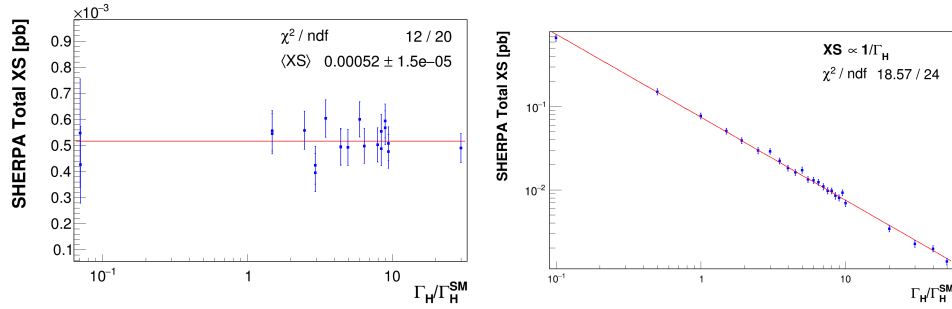 ×10⁻³
SHERPA Total XS [pb]
χ² / ndf 12 / 20
⟨XS⟩ 0.00052 ± 1.5e−05
0.9
0.8
0.7
0.6
0.5
0.4
0.3
0.2
0.1
10⁻¹ 1 10
Γ_H/Γ_H^SM
SHERPA Total XS [pb]
XS ∝ 1/Γ_H
χ² / ndf 18.57 / 24
10⁻¹
10⁻²
10⁻¹ 1 10
Γ_H/Γ_H^SM